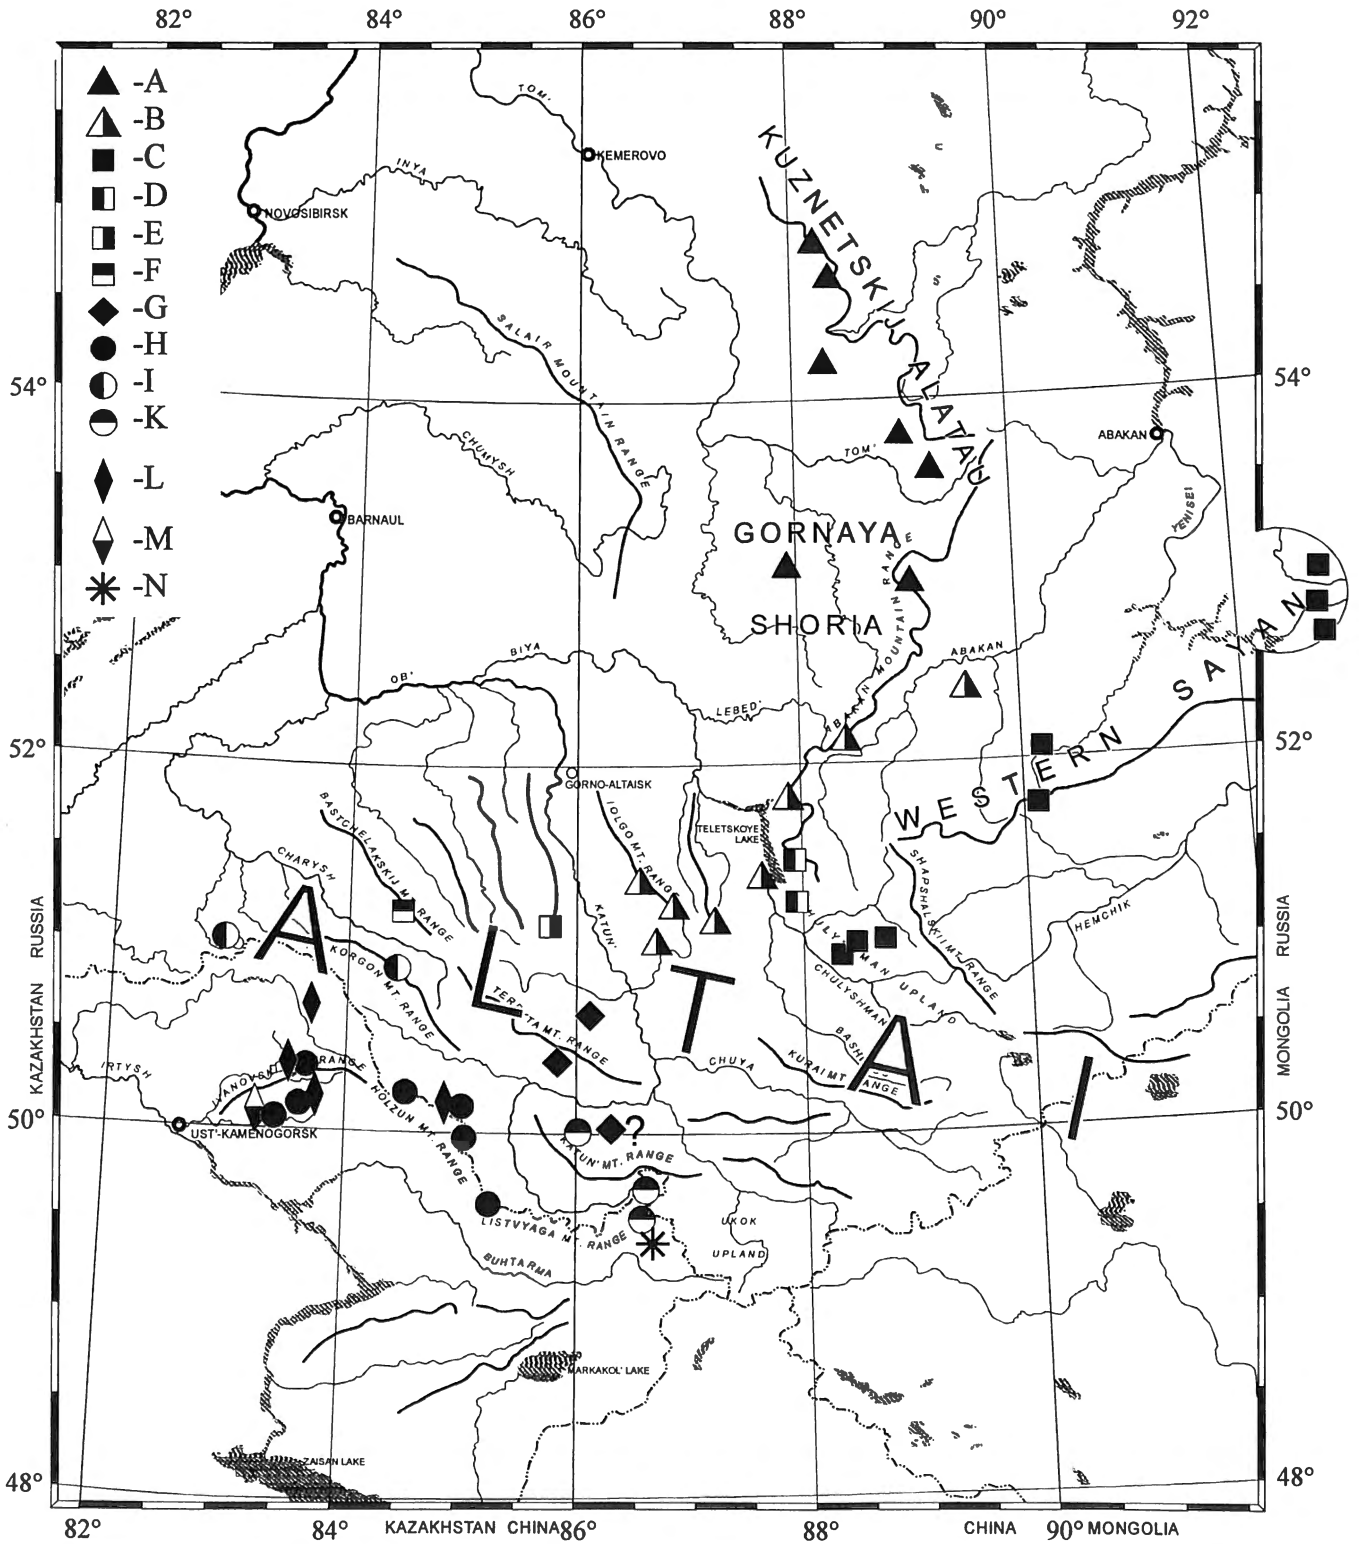 82° 84° 86° 88° 90° 92°
-A
-B
-C
-D
-E
-F
-G
-H
-I
-K
-L
-M
-N
TOM'
KEMEROVO
INYA
NOVOSIBIRSK
KUZNETSKIJ ALATAU
SALAIR MOUNTAIN RANGE
54° 54°
CHUMYSH
TOM'
ABAKAN
BARNAUL
YENISEI
GORNAYA
SHORIA
ABAKAN MOUNTAIN RANGE
BIYA
ABAKAN
OB'
LEBED'
WESTERN SAYAN
52° 52°
GORNO-ALTAISK
BASTCHELAKSKIJ MT. RANGE
IOLGO MT. RANGE
TELETSKOYE
LAKE
CHARYSH
SHAPSHALSKIJ MT. RANGE
HEMCHIK
KATUN'
ALTAI
KORGON MT. RANGE
CHULYSHMAN UPLAND
CHULYSHMAN
TEREKTA MT. RANGE
RUSSIA
KAZAKHSTAN
RUSSIA
MONGOLIA
CHUYA
KURAI MT RANGE
IRTYSH
IVANOVSKIJ RANGE
HOLZUN MT. RANGE
50° 50°
UST'-KAMENOGORSK
?
KATUN' MT. RANGE
LISTVYAGA MT. RANGE
UKOK
UPLAND
BUHTARMA
MARKAKOL' LAKE
ZAISAN LAKE
48° 48°
82° 84° KAZAKHSTAN CHINA 86° 88° CHINA 90° MONGOLIA